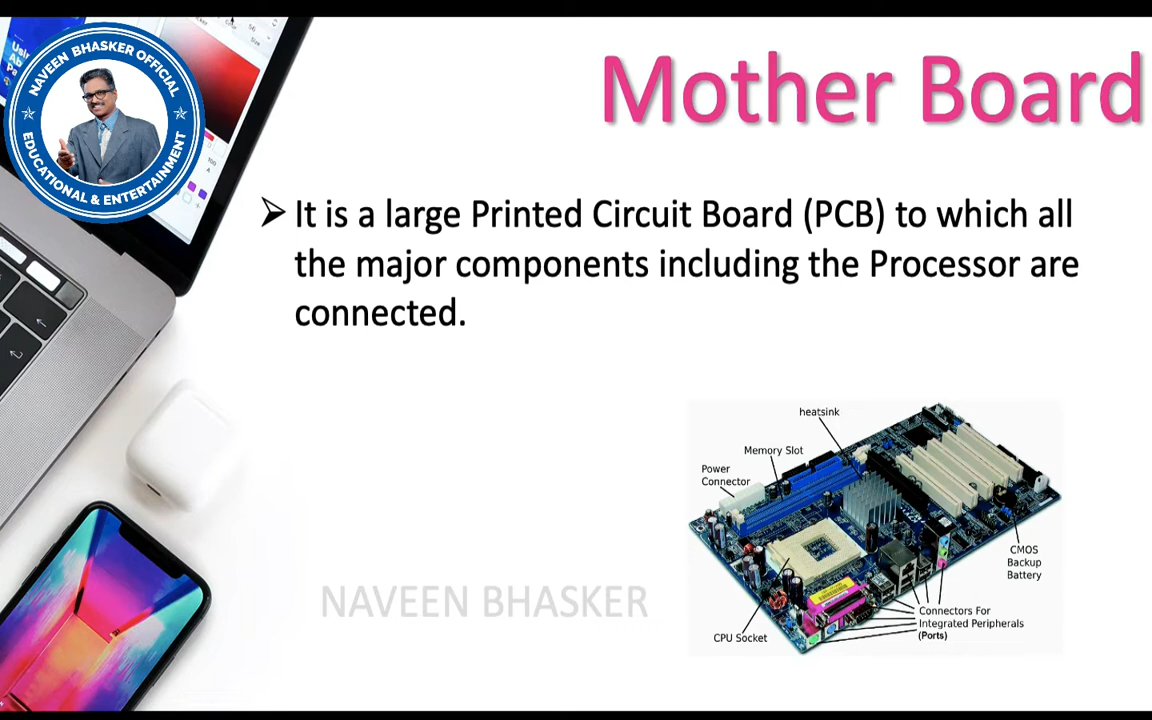 NAVEEN BHASKER OFFICIAL
EDUCATIONAL & ENTERTAINMENT
Mother Board
➢ It is a large Printed Circuit Board (PCB) to which all
the major components including the Processor are
connected.
heatsink
Memory Slot
Power
Connector
CMOS
Backup
Battery
Connectors For
Integrated Peripherals
(Ports)
CPU Socket
NAVEEN BHASKER